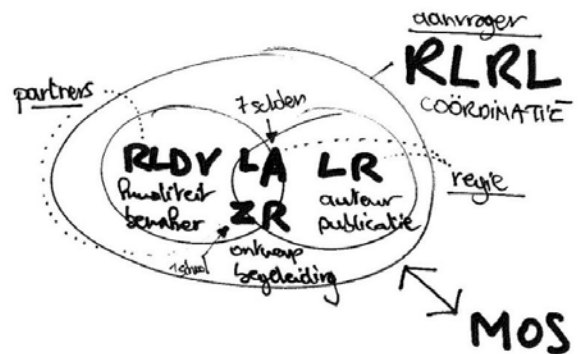 aanvrager
RLRL
COÖRDINATIE
partners
7 scholen
RLDV LA LR
kwaliteit
bewaker
ZR
auteur
publicatie
regie
1 school
ontwerp
begeleiding
MOS